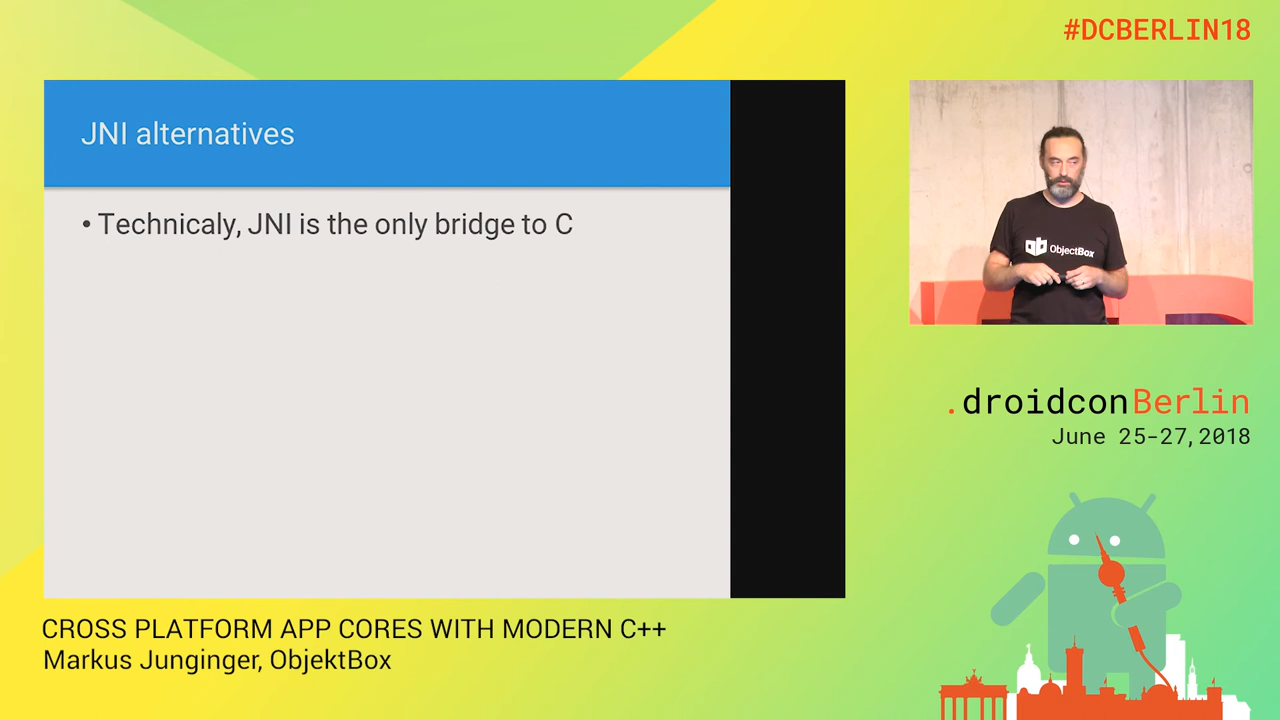 #DCBERLIN18
JNI alternatives
• Technicaly, JNI is the only bridge to C
ObjectBox
.droidconBerlin
June 25-27, 2018
CROSS PLATFORM APP CORES WITH MODERN C++
Markus Junginger, ObjektBox